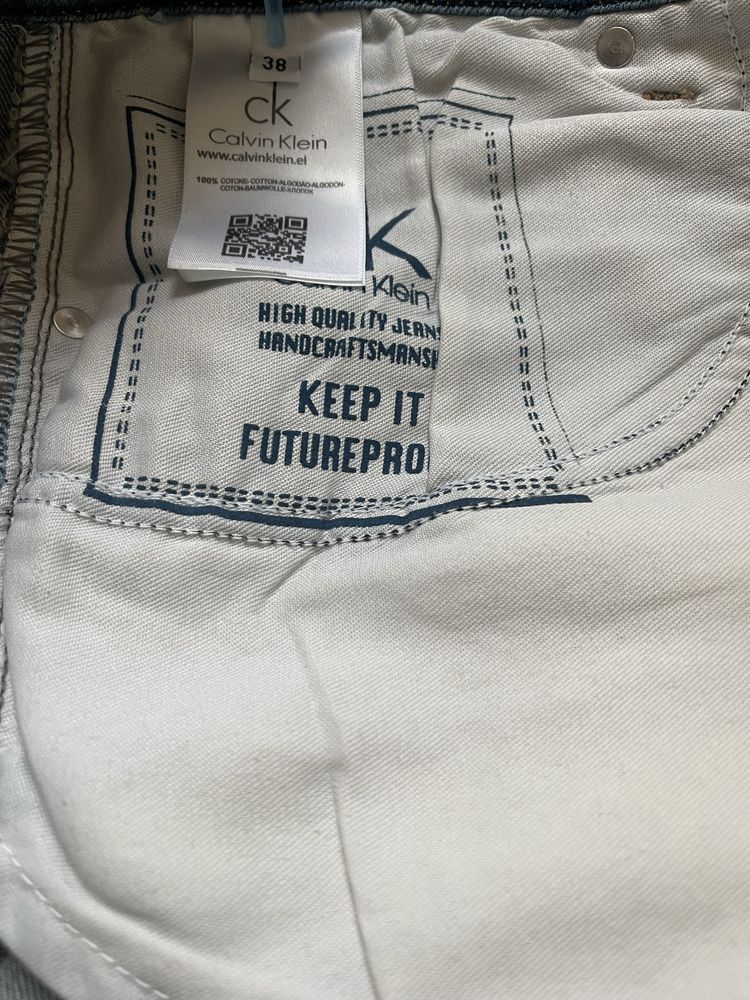 38
CK
Calvin Klein
www.calvinklein.el
100% COTONE-COTTON-ALGODÃO-ALGODON-
COTON-BAUMWOLLE-ХЛОПОК
K
Klein
HIGH QUALITY JEANS
HANDCRAFTSMANSH
KEEP IT
FUTUREPRO